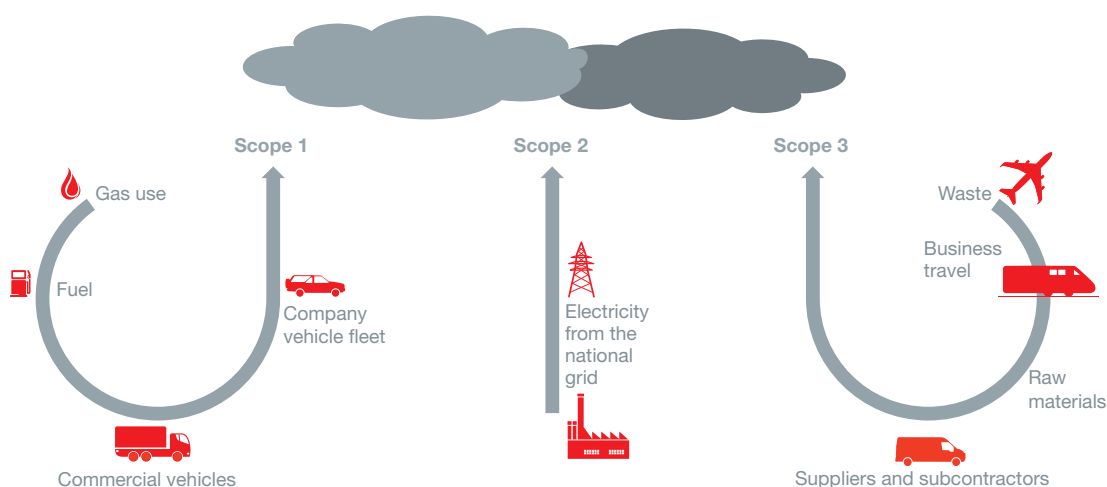 Scope 1
Scope 2
Scope 3
Gas use
Fuel
Company
vehicle fleet
Commercial vehicles
Electricity
from the
national
grid
Waste
Business
travel
Raw
materials
Suppliers and subcontractors